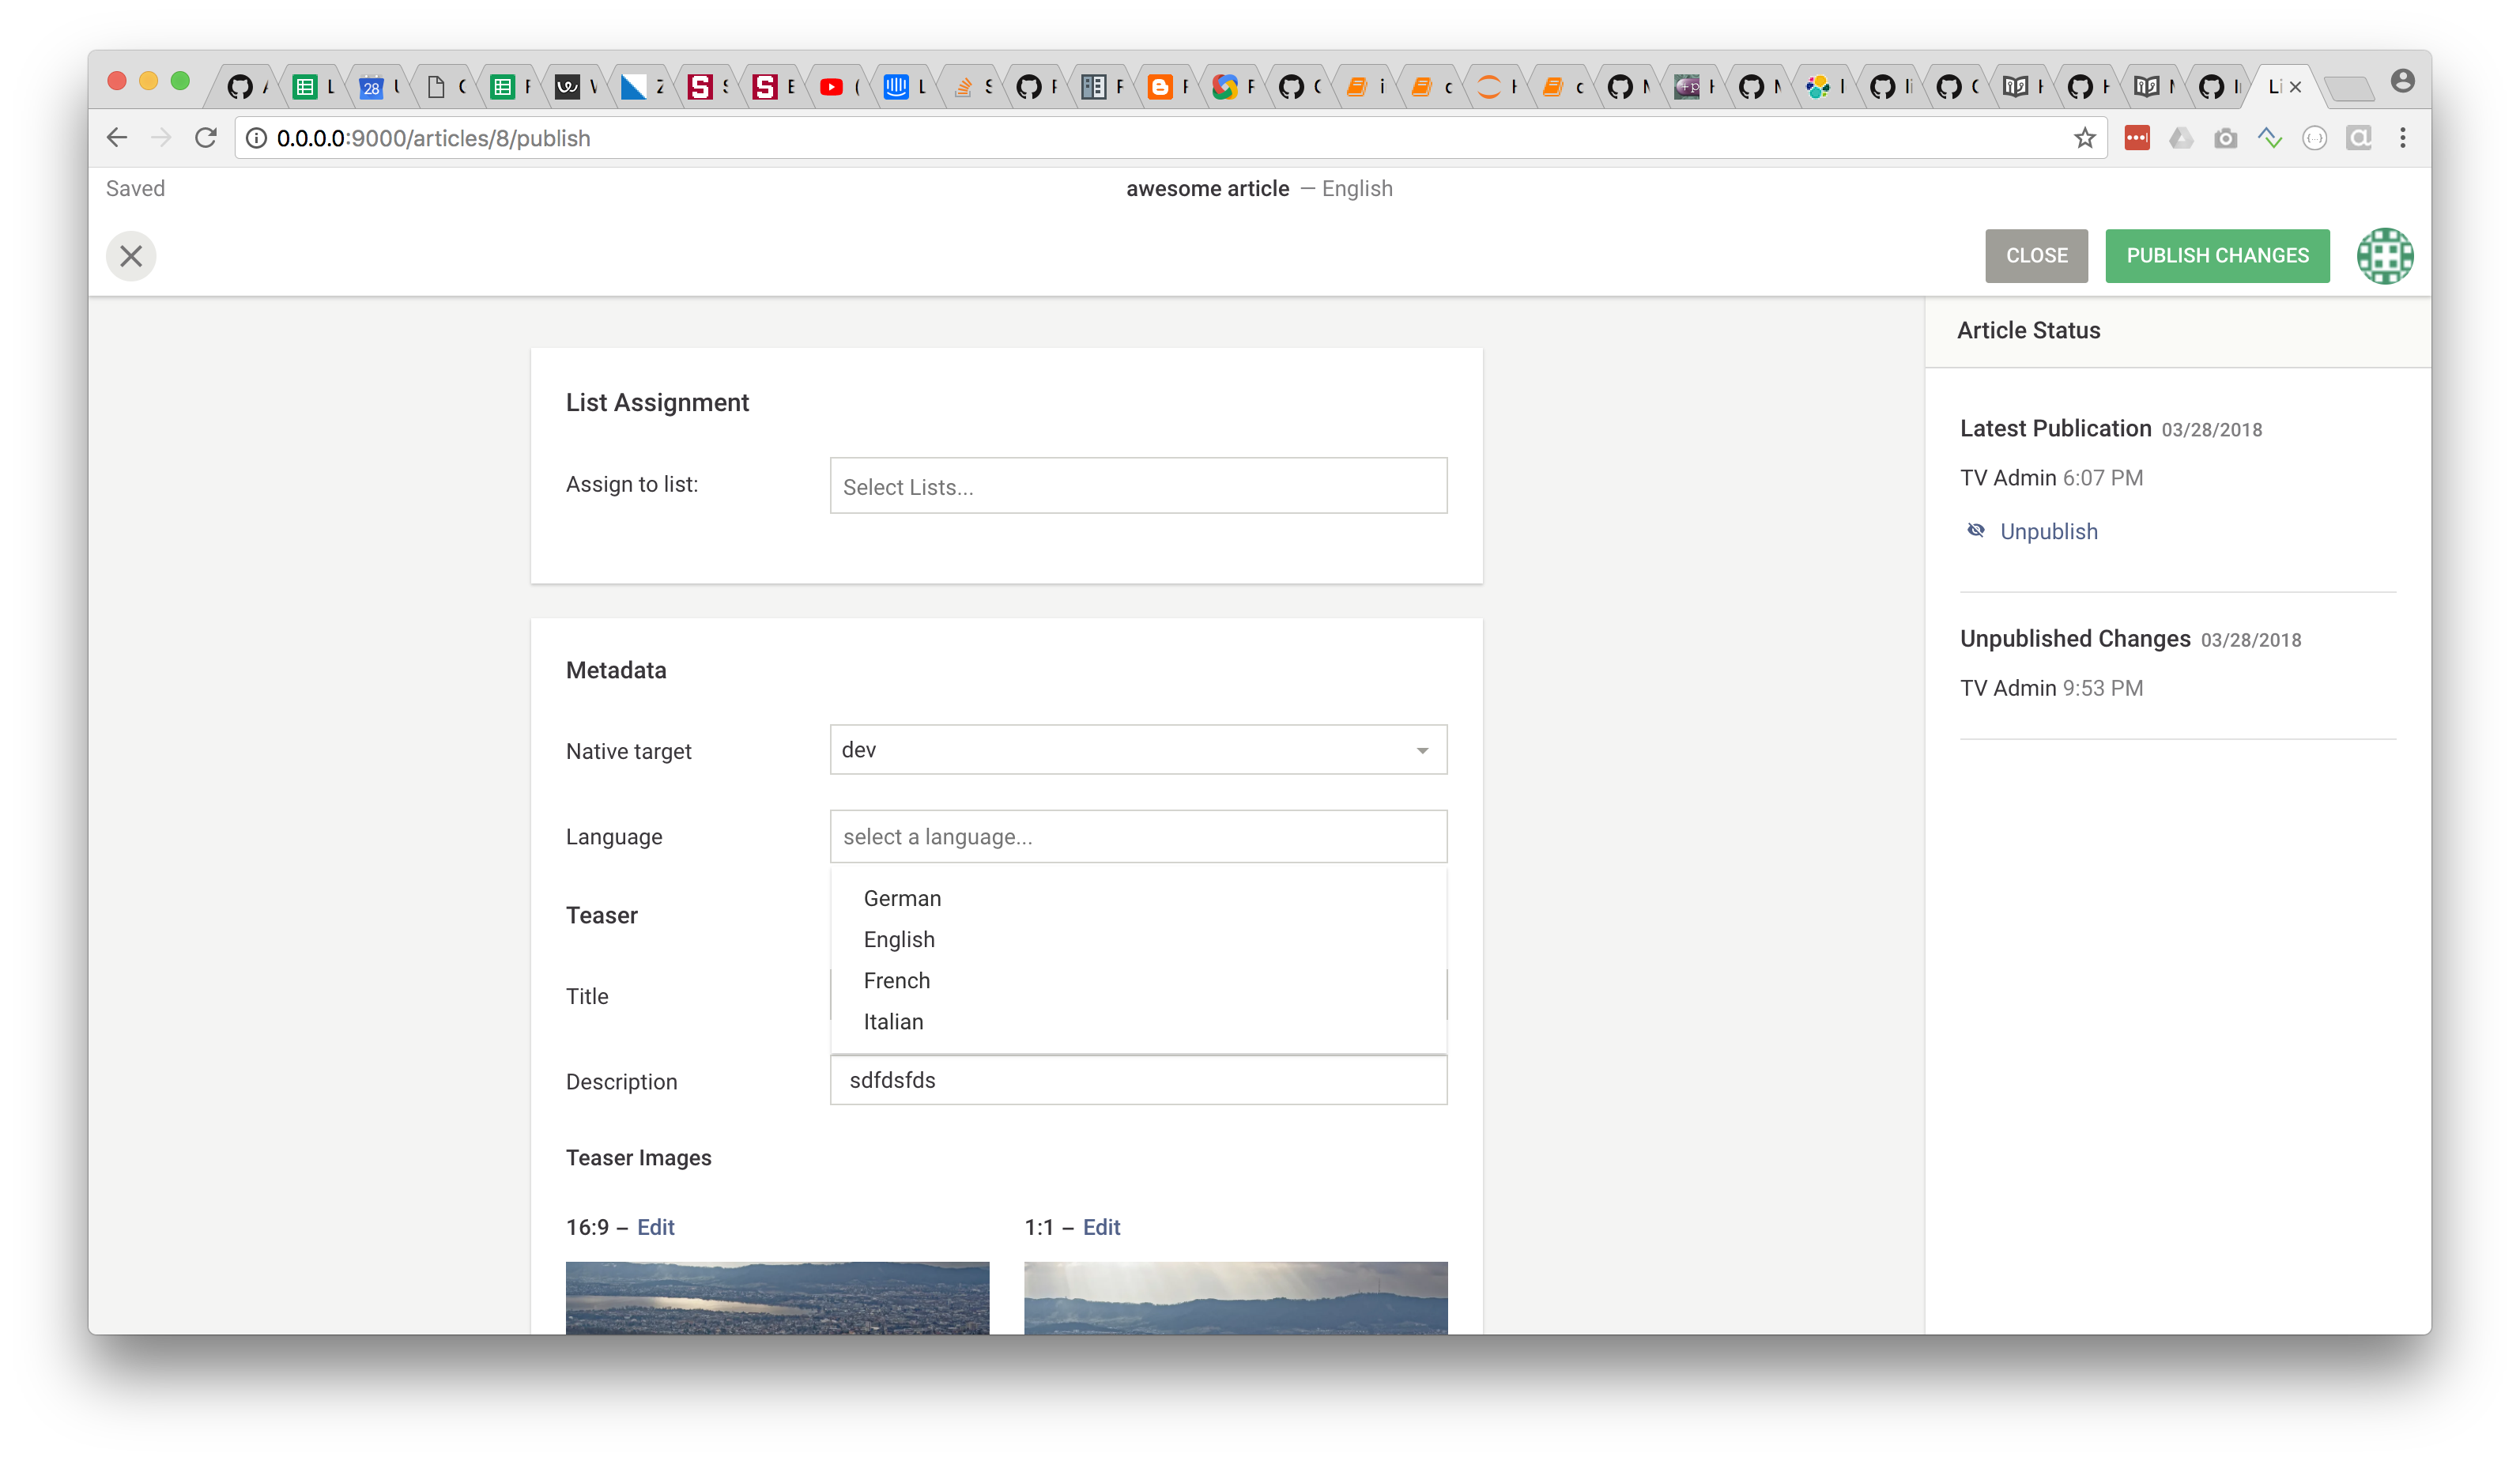 28
0.0.0.0:9000/articles/8/publish
Saved
awesome article — English
CLOSE
PUBLISH CHANGES
List Assignment
Assign to list:
Select Lists...
Metadata
Native target
dev
Language
select a language...
German
English
French
Italian
Teaser
Title
Description
sdfdsfds
Teaser Images
16:9 – Edit
1:1 – Edit
Article Status
Latest Publication 03/28/2018
TV Admin 6:07 PM
Unpublish
Unpublished Changes 03/28/2018
TV Admin 9:53 PM